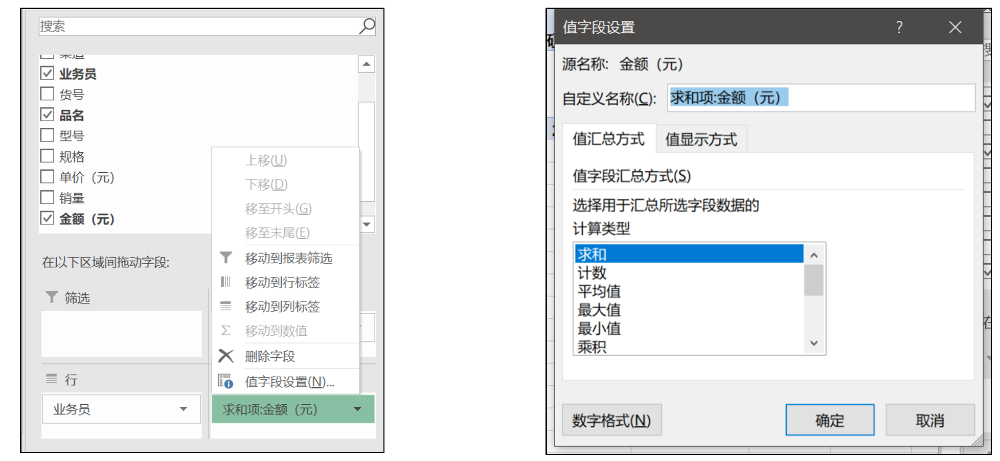 搜索
业务员
货号
品名
型号
规格
单价（元）
销量
金额（元）
上移(U)
下移(D)
移至开头(G)
移至末尾(E)
移动到报表筛选
移动到行标签
移动到列标签
移动到数值
删除字段
值字段设置(N)...
在以下区域间拖动字段:
筛选
行
业务员
求和项:金额（元）
值字段设置
?
源名称: 金额（元）
自定义名称(C): 求和项:金额（元）
值汇总方式 值显示方式
值字段汇总方式(S)
选择用于汇总所选字段数据的
计算类型
求和
计数
平均值
最大值
最小值
乘积
数字格式(N) 确定 取消